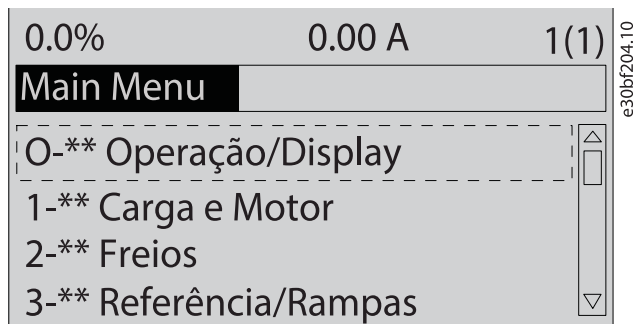 0.0% 0.00 A 1(1)
Main Menu
O-** Operação/Display
1-** Carga e Motor
2-** Freios
3-** Referência/Rampas
e30bf204.10